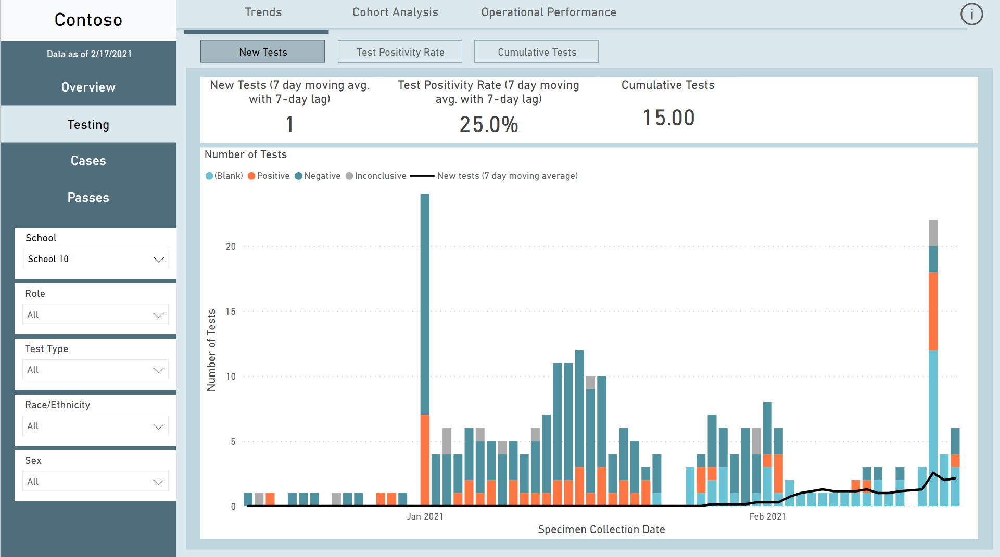 Contoso
Data as of 2/17/2021
Overview
Testing
Cases
Passes
School
School 10
Role
All
Test Type
All
Race/Ethnicity
All
Sex
All
Trends
Cohort Analysis
Operational Performance
i
New Tests
Test Positivity Rate
Cumulative Tests
New Tests (7 day moving avg.
with 7-day lag)
1
Test Positivity Rate (7 day moving
avg. with 7-day lag)
25.0%
Cumulative Tests
15.00
Number of Tests
(Blank) Positive Negative Inconclusive New tests (7 day moving average)
Number of Tests
20
15
10
5
0
Jan 2021
Feb 2021
Specimen Collection Date